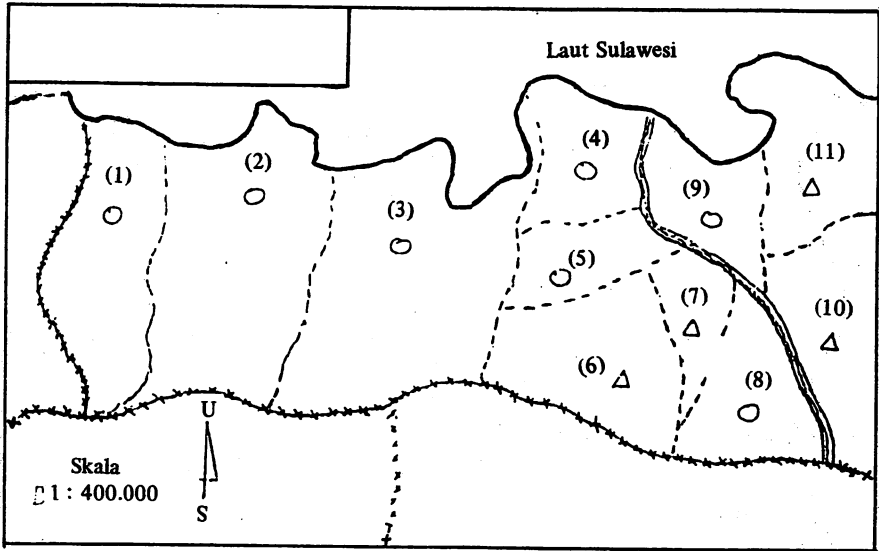 Laut Sulawesi
(1)
(2)
(3)
(4)
(5)
(6)
(7)
(8)
(9)
(10)
(11)
U
S
Skala
1 : 400.000